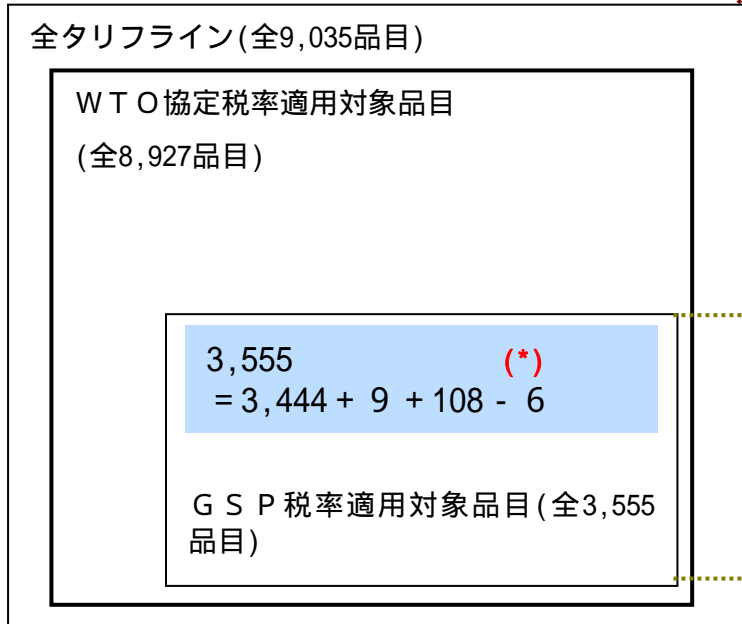 全タリフライン(全9,035品目)
ＷＴＯ協定税率適用対象品目
(全8,927品目)
3,555 (*)
=3,444+ 9 +108 - 6
ＧＳＰ税率適用対象品目(全3,555
品目)